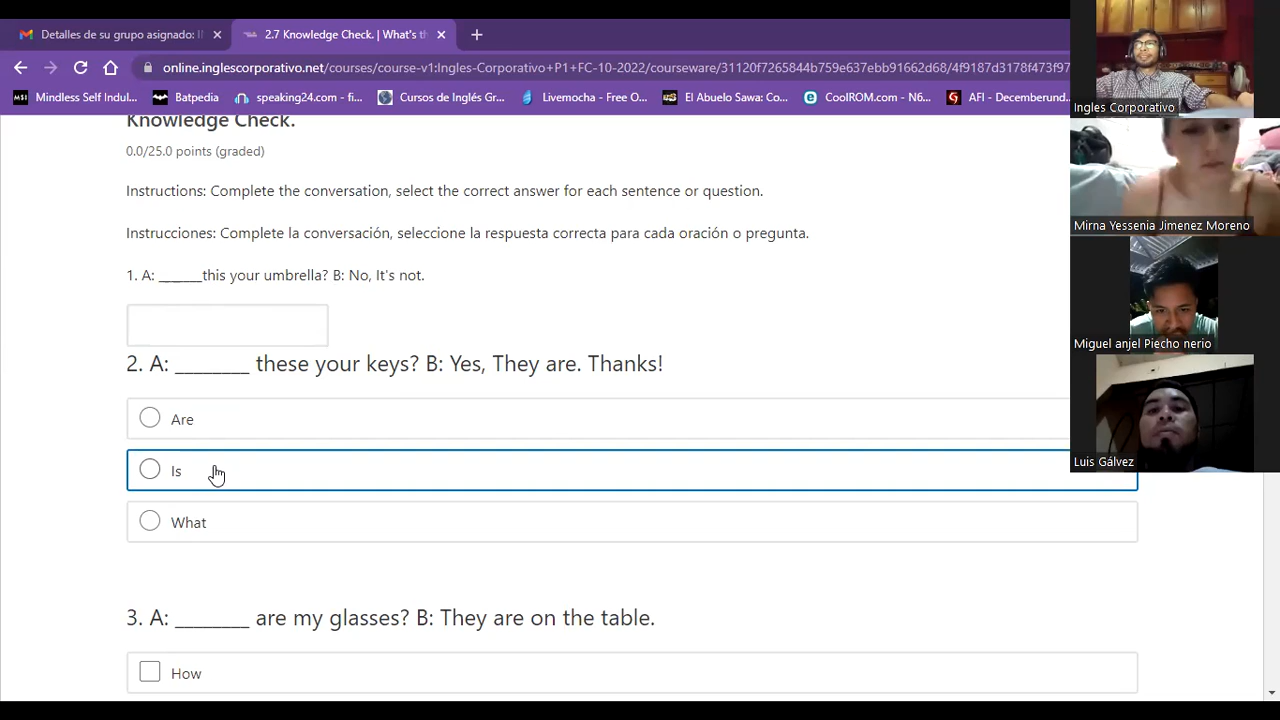 Detalles de su grupo asignado: I
2.7 Knowledge Check. | What's th
online.inglescorporativo.net/courses/course-v1:Ingles-Corporativo+P1+FC-10-2022/courseware/31120f7265844b759e637ebb91662d68/4f9187d3178f473f97
Mindless Self Indul...
Batpedia
speaking24.com - fi...
Cursos de Inglés Gr...
Livemocha - Free O...
El Abuelo Sawa: Co...
CoolROM.com - N6...
AFI - Decemberund...
Knowledge Check.
0.0/25.0 points (graded)
Instructions: Complete the conversation, select the correct answer for each sentence or question.
Instrucciones: Complete la conversación, seleccione la respuesta correcta para cada oración o pregunta.
1. A: _______this your umbrella? B: No, It's not.
2. A: _______ these your keys? B: Yes, They are. Thanks!
Are
Is
What
3. A: _______ are my glasses? B: They are on the table.
How
Ingles Corporativo
Mirna Yessenia Jimenez Moreno
Miguel anjel Piecho nerio
Luis Gálvez